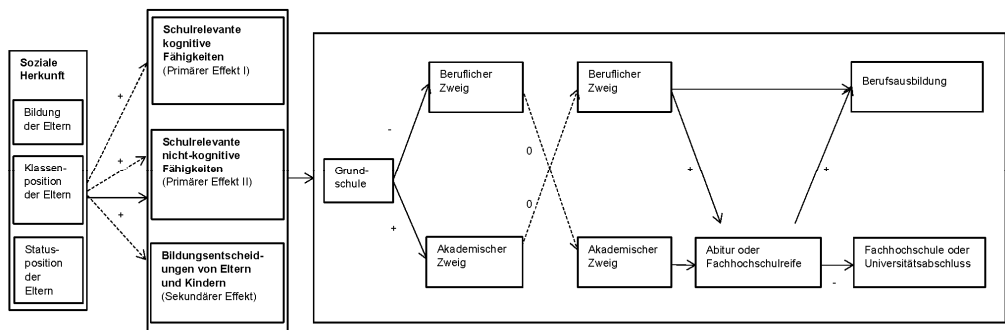 Soziale
Herkunft
Bildung
der Eltern
Klassen-
position
der Eltern
Status-
position
der
Eltern
+
+
+
Schulrelevante
kognitive
Fähigkeiten
(Primärer Effekt I)
Schulrelevante
nicht-kognitive
Fähigkeiten
(Primärer Effekt II)
Bildungsentscheid-
dungen von Eltern
und Kindern
(Sekundärer Effekt)
Grund-
schule
-
+
Beruflicher
Zweig
Akademischer
Zweig
0
0
Beruflicher
Zweig
Akademischer
Zweig
+
+
Abitur oder
Fachhochschulreife
-
Berufsausbildung
Fachhochschule oder
Universitätsabschluss